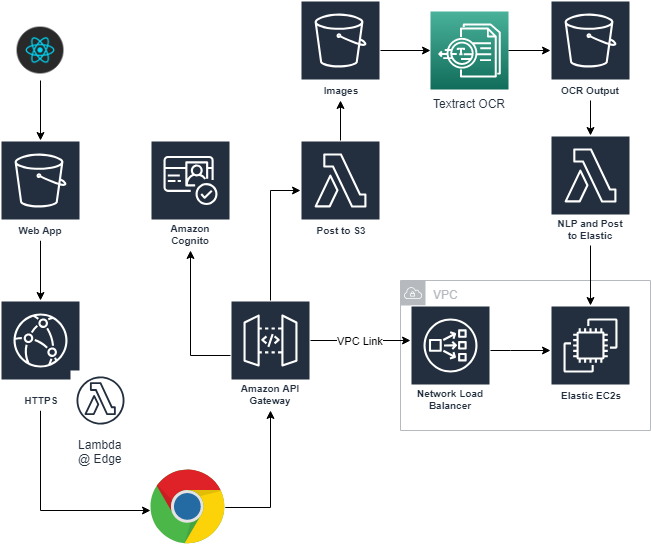 Images
Textract OCR
OCR Output
Web App
Amazon
Cognito
Post to S3
NLP and Post
to Elastic
VPC
VPC Link
Amazon API
Gateway
Network Load
Balancer
Elastic EC2s
HTTPS
Lambda
@ Edge